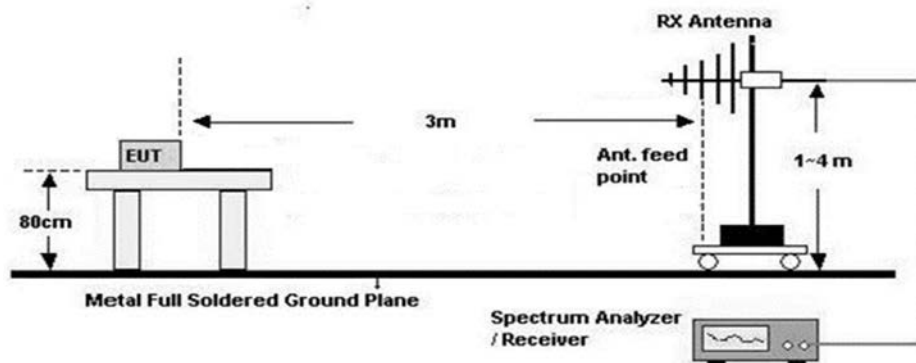 RX Antenna
3m
EUT
Ant. feed
point
1~4 m
80cm
Metal Full Soldered Ground Plane
Spectrum Analyzer
/ Receiver